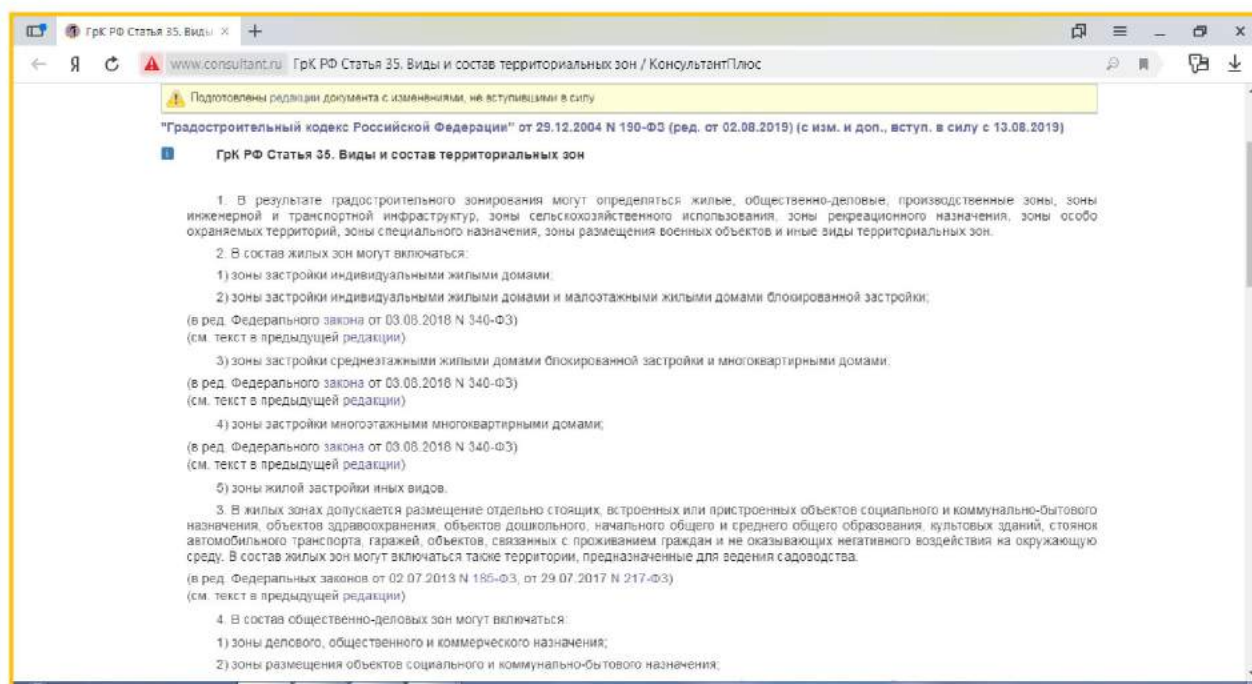 ГрК РФ Статья 35. Виды
www.consultant.ru ГрК РФ Статья 35. Виды и состав территориальных зон / КонсультантПлюс
Подготовлены редакции документа с изменениями, не вступившими в силу
"Градостроительный кодекс Российской Федерации" от 29.12.2004 N 190-ФЗ (ред. от 02.08.2019) (с изм. и доп., вступ. в силу с 13.08.2019)
ГрК РФ Статья 35. Виды и состав территориальных зон
1. В результате градостроительного зонирования могут определяться жилые, общественно-деловые, производственные зоны, зоны
инженерной и транспортной инфраструктур, зоны сельскохозяйственного использования, зоны рекреационного назначения, зоны особо
охраняемых территорий, зоны специального назначения, зоны размещения военных объектов и иные виды территориальных зон.
2. В состав жилых зон могут включаться:
1) зоны застройки индивидуальными жилыми домами;
2) зоны застройки индивидуальными жилыми домами и малоэтажными жилыми домами блокированной застройки;
(в ред. Федерального закона от 03.08.2018 N 340-ФЗ)
(см. текст в предыдущей редакции)
3) зоны застройки среднеэтажными жилыми домами блокированной застройки и многоквартирными домами;
(в ред. Федерального закона от 03.08.2018 N 340-ФЗ)
(см. текст в предыдущей редакции)
4) зоны застройки многоэтажными многоквартирными домами;
(в ред. Федерального закона от 03.08.2018 N 340-ФЗ)
(см. текст в предыдущей редакции)
5) зоны жилой застройки иных видов.
3. В жилых зонах допускается размещение отдельно стоящих, встроенных или пристроенных объектов социального и коммунально-бытового
назначения, объектов здравоохранения, объектов дошкольного, начального общего и среднего общего образования, культовых зданий, стоянок
автомобильного транспорта, гаражей, объектов, связанных с проживанием граждан и не оказывающих негативного воздействия на окружающую
среду. В состав жилых зон могут включаться также территории, предназначенные для ведения садоводства.
(в ред. Федеральных законов от 02.07.2013 N 185-ФЗ, от 29.07.2017 N 217-ФЗ)
(см. текст в предыдущей редакции)
4. В состав общественно-деловых зон могут включаться:
1) зоны делового, общественного и коммерческого назначения;
2) зоны размещения объектов социального и коммунально-бытового назначения;